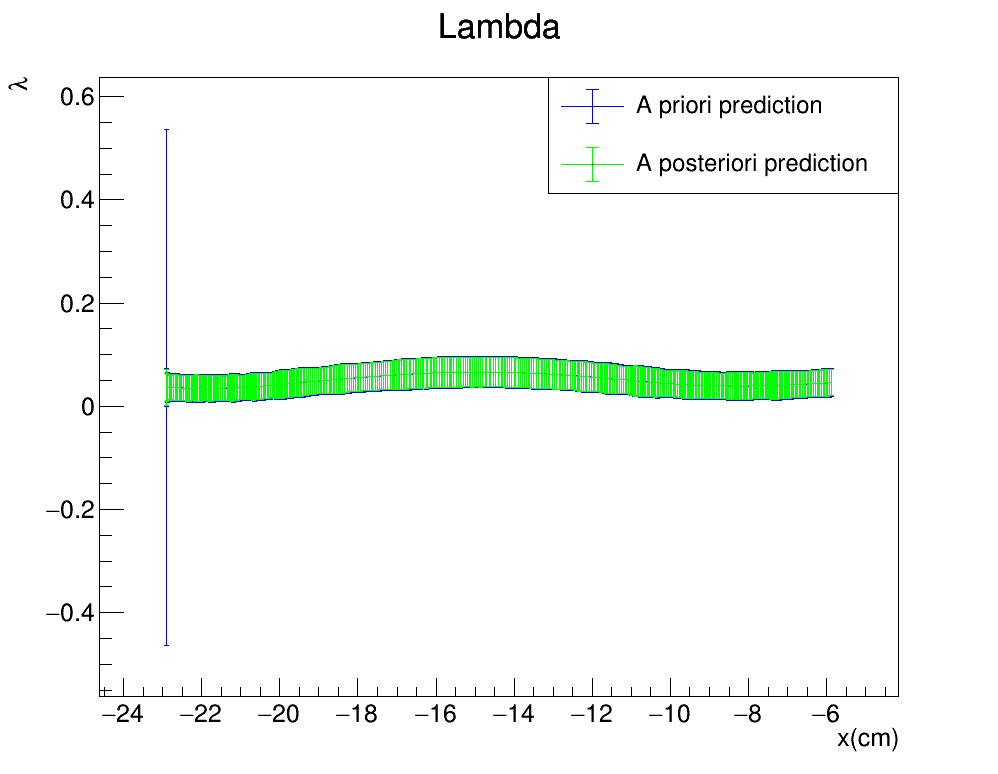 Lambda
λ
A priori prediction
A posteriori prediction
0.6
0.4
0.2
0
−0.2
−0.4
−24 −22 −20 −18 −16 −14 −12 −10 −8 −6
x(cm)